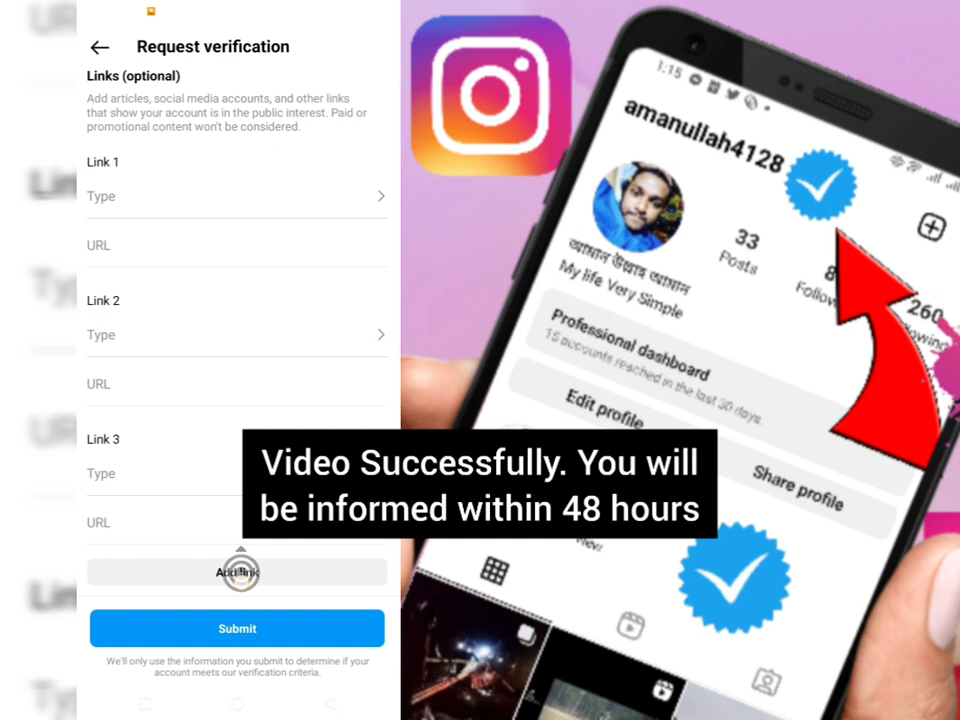 Request verification
Links (optional)
Add articles, social media accounts, and other links
that show your account is in the public interest. Paid or
promotional content won't be considered.
Link 1
Type
URL
Link 2
Type
URL
Link 3
Type
URL
Add link
Submit
We'll only use the information you submit to determine if your
account meets our verification criteria.
1:15
amanullah4128
33
Posts
8
Follow
260
আমান উল্লাহ আমান
My life Very Simple
Professional dashboard
15 accounts reached in the last 30 days.
Edit profile
Share profile
Video Successfully. You will
be informed within 48 hours
New